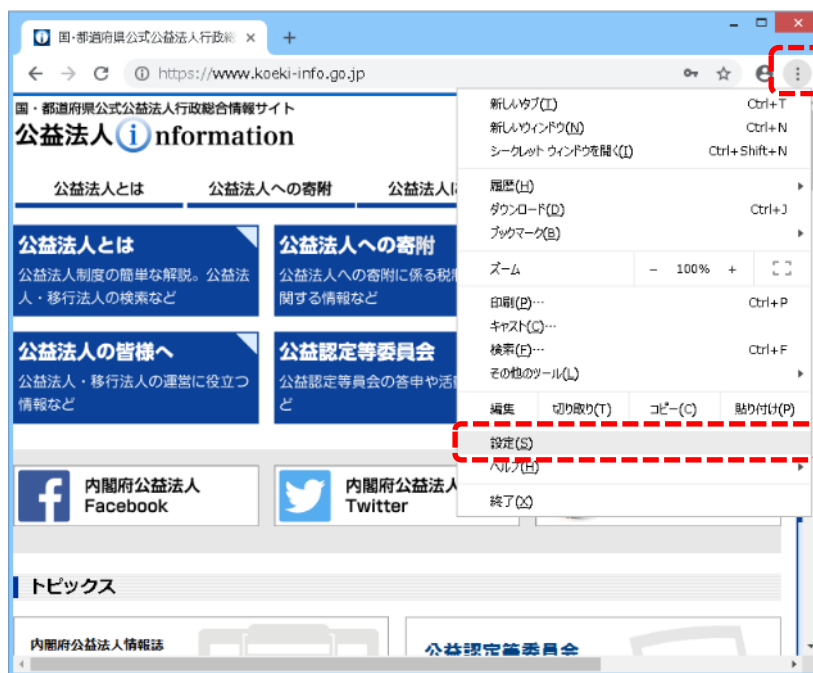 国・都道府県公式公益法人行政総
https://www.koeki-info.go.jp
国・都道府県公式公益法人行政総合情報サイト
公益法人 i nformation
公益法人とは 公益法人への寄附 公益法人
公益法人とは
公益法人制度の簡単な解説。公益法
人・移行法人の検索など
公益法人への寄附
公益法人への寄附に係る税
関する情報など
公益法人の皆様へ
公益法人・移行法人の運営に役立つ
情報など
公益認定等委員会
公益認定等委員会の答申や活
ど
内閣府公益法人
Facebook
内閣府公益法人
Twitter
トピックス
内閣府公益法人情報誌
公益認定等委員会
新しいタブ(T) Ctrl+T
新しいウィンドウ(N) Ctrl+N
シークレット ウィンドウを開く(I) Ctrl+Shift+N
履歴(H)
ダウンロード(D) Ctrl+J
ブックマーク(B)
ズーム − 100% +
印刷(P)… Ctrl+P
キャスト(C)…
検索(F)… Ctrl+F
その他のツール(L)
編集 切り取り(T) コピー(C) 貼り付け(P)
設定(S)
ヘルプ(H)
終了(X)